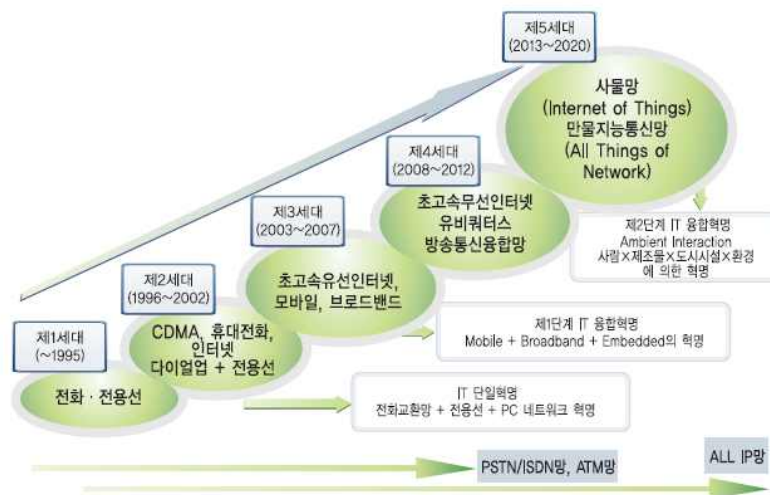 제5세대
(2013~2020)
사물망
(Internet of Things)
만물지능통신망
(All Things of
Network)
제4세대
(2008~2012)
초고속무선인터넷
유비쿼터스
방송통신융합망
제2단계 IT 융합혁명
Ambient Interaction
사람×제조물×도시시설×환경
에 의한 혁명
제3세대
(2003~2007)
초고속유선인터넷,
모바일, 브로드밴드
제2세대
(1996~2002)
CDMA, 휴대전화,
인터넷
다이얼업 + 전용선
제1단계 IT 융합혁명
Mobile + Broadband + Embedded의 혁명
제1세대
(~1995)
전화 · 전용선
IT 단일혁명
전화교환망 + 전용선 + PC 네트워크 혁명
PSTN/ISDN망, ATM망
ALL IP망